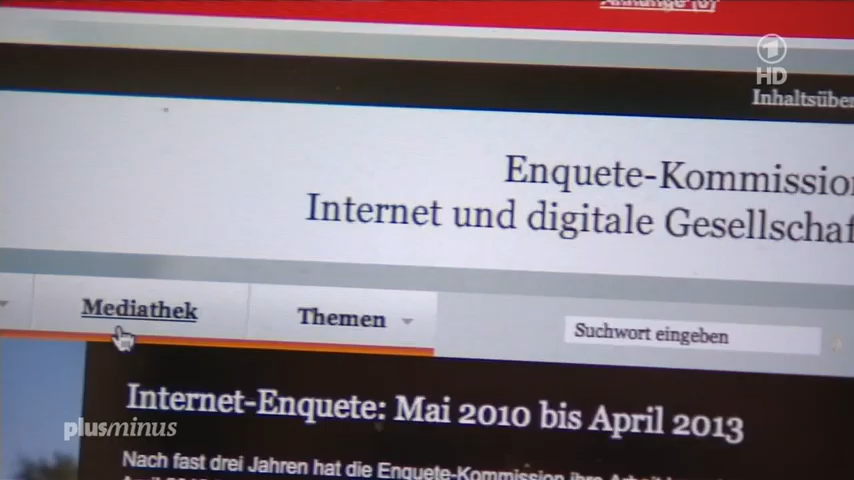 HD
Inhaltsüber
Enquete-Kommission
Internet und digitale Gesellschaf
Mediathek
Themen
Suchwort eingeben
Internet-Enquete: Mai 2010 bis April 2013
plusminus
Nach fast drei Jahren hat die Enquete-Kommission ihre